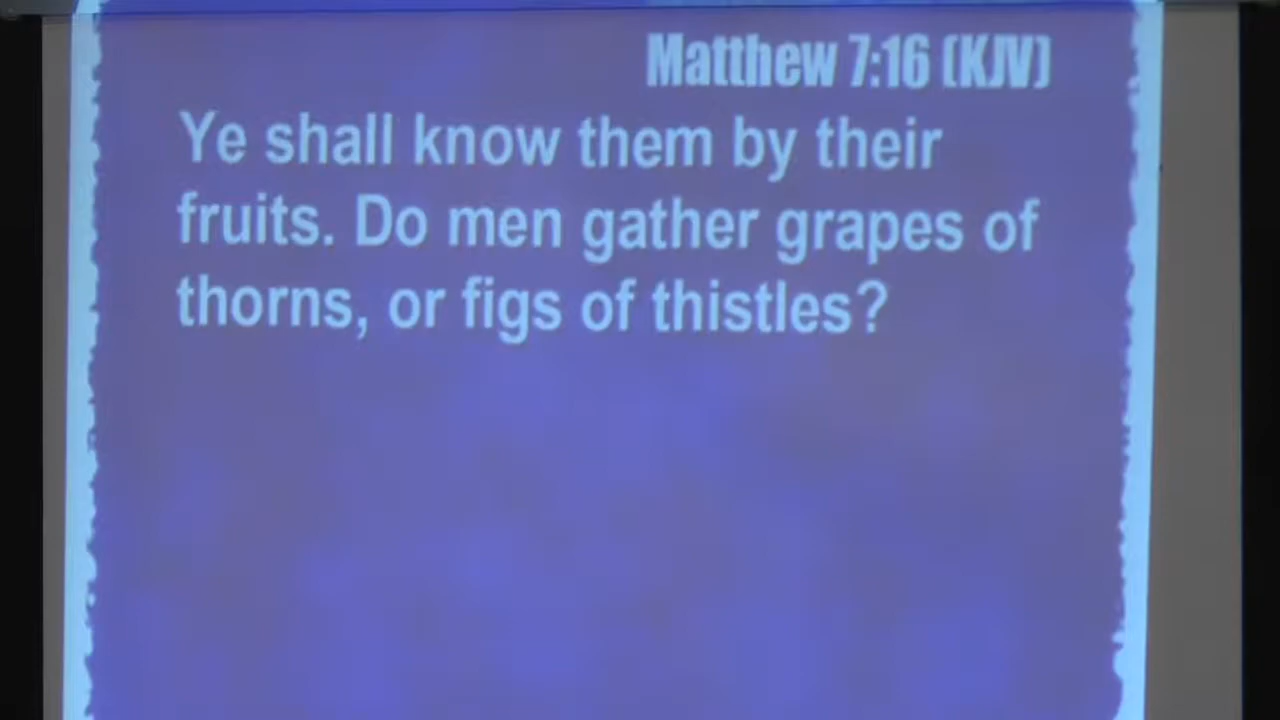 Matthew 7:16 (KJV)
Ye shall know them by their
fruits. Do men gather grapes of
thorns, or figs of thistles?